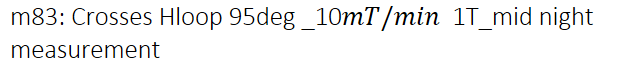 m83: Crosses Hloop 95deg _10mT/min 1T_mid night
measurement